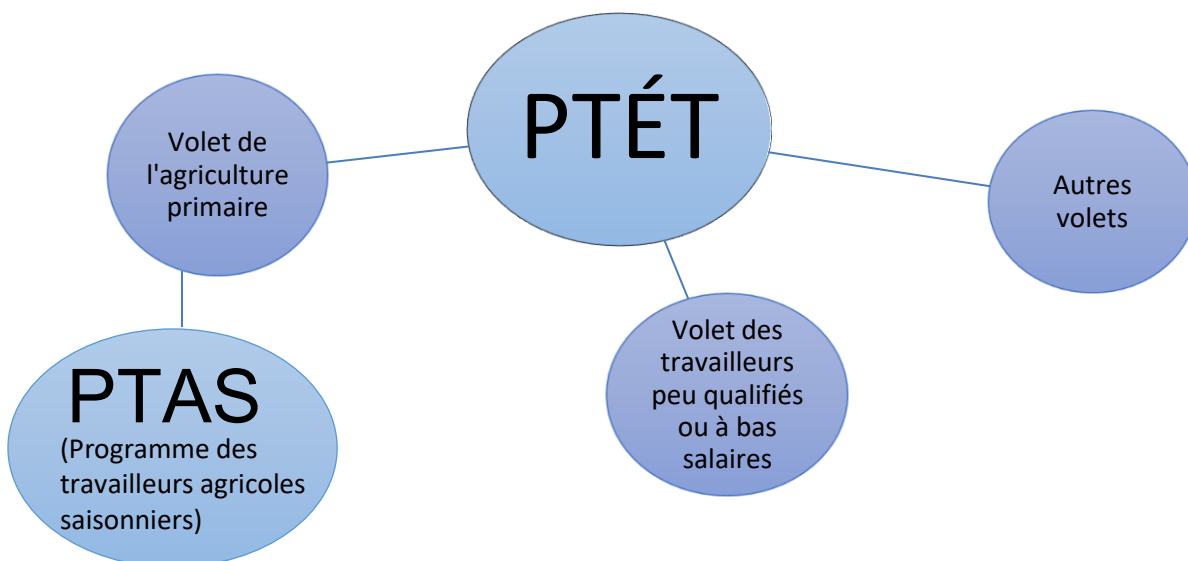 PTÉT
Volet de
l'agriculture
primaire
Autres
volets
Volet des
travailleurs
peu qualifiés
ou à bas
salaires
PTAS
(Programme des
travailleurs agricoles
saisonniers)